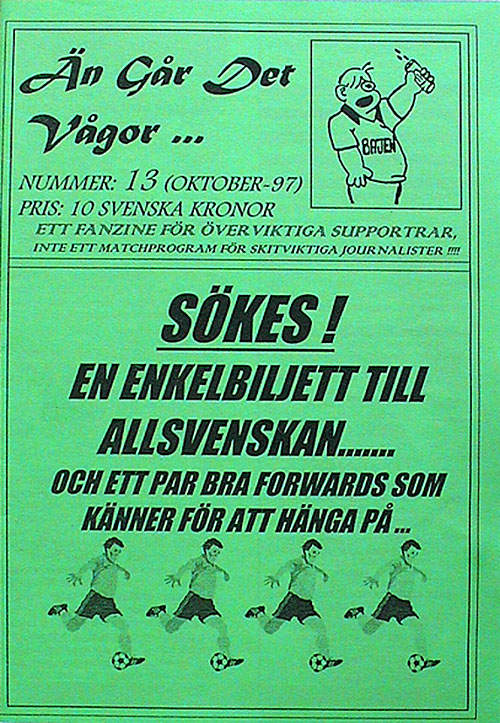 Än Går Det
Vågor ...
BAJEN
NUMMER: 13 (OKTOBER-97)
PRIS: 10 SVENSKA KRONOR
ETT FANZINE FÖR ÖVERVIKTIGA SUPPORTRAR,
INTE ETT MATCHPROGRAM FÖR SKITVIKTIGA JOURNALISTER !!!!
SÖKES !
EN ENKELBILJETT TILL
ALLSVENSKAN.......
OCH ETT PAR BRA FORWARDS SOM
KÄNNER FÖR ATT HÄNGA PÅ ...